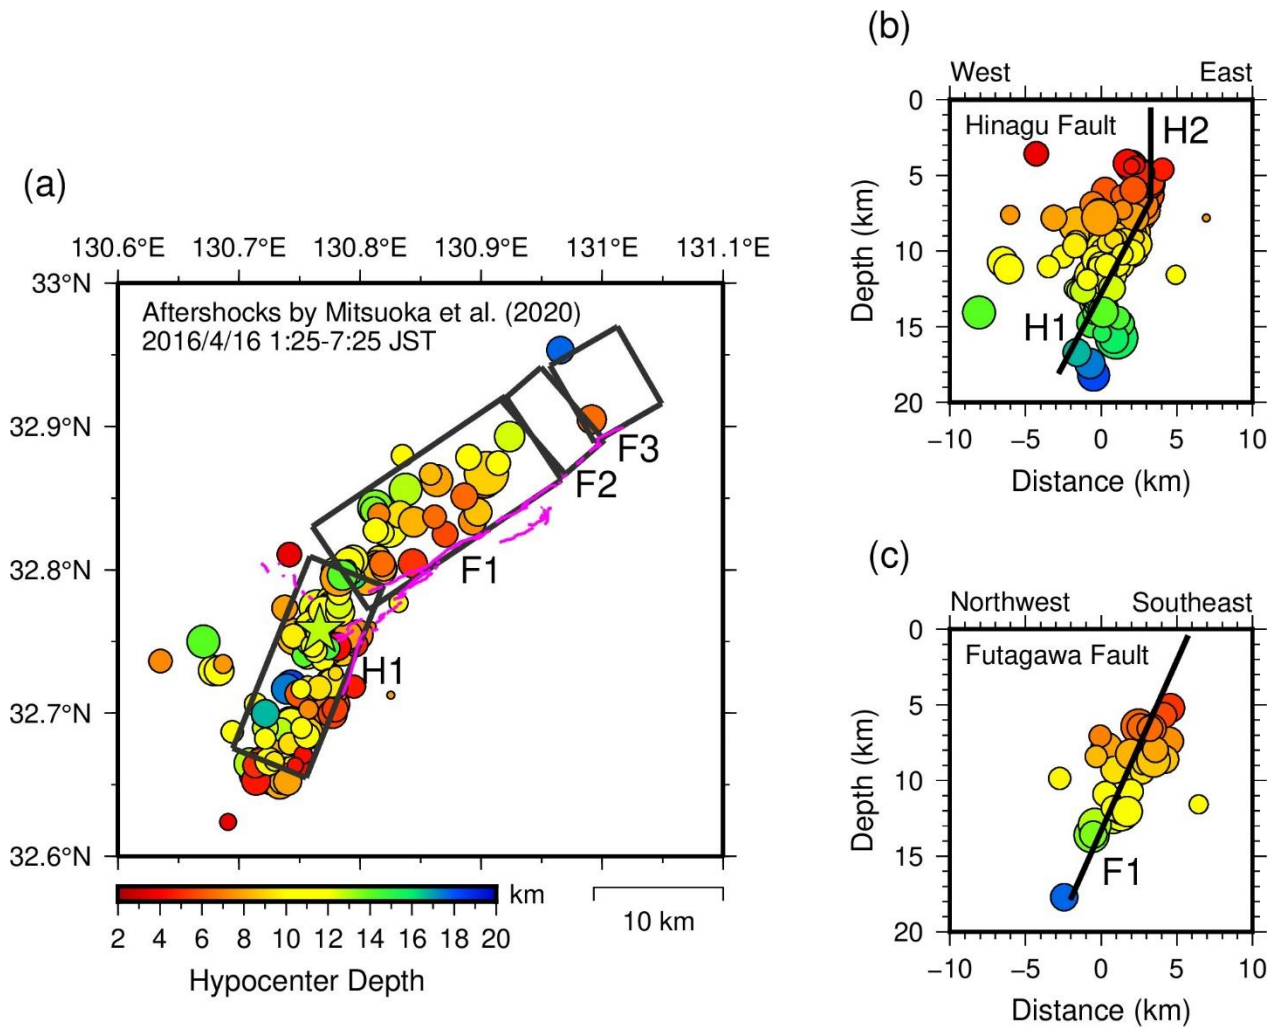 (a)
130.6°E 130.7°E 130.8°E 130.9°E 131°E 131.1°E
33°N
32.9°N
32.8°N
32.7°N
32.6°N
Aftershocks by Mitsuoka et al. (2020)
2016/4/16 1:25-7:25 JST
F3
F2
F1
H1
km
2 4 6 8 10 12 14 16 18 20
Hypocenter Depth
10 km
(b)
West East
Hinagu Fault
H2
H1
0
5
10
15
20
Depth (km)
−10 −5 0 5 10
Distance (km)
(c)
Northwest Southeast
Futagawa Fault
F1
0
5
10
15
20
Depth (km)
−10 −5 0 5 10
Distance (km)